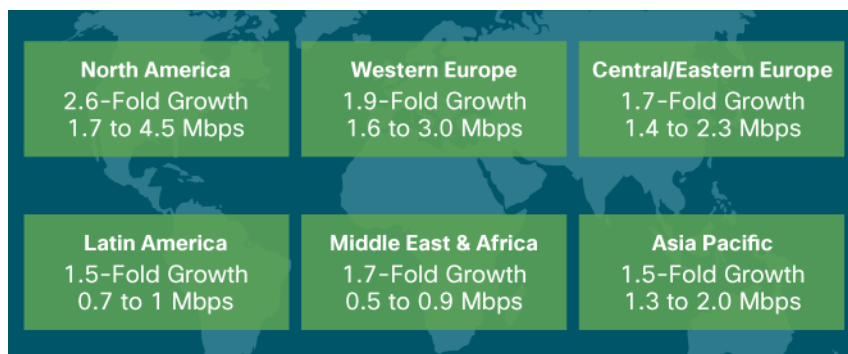 North America
2.6-Fold Growth
1.7 to 4.5 Mbps
Western Europe
1.9-Fold Growth
1.6 to 3.0 Mbps
Central/Eastern Europe
1.7-Fold Growth
1.4 to 2.3 Mbps
Latin America
1.5-Fold Growth
0.7 to 1 Mbps
Middle East & Africa
1.7-Fold Growth
0.5 to 0.9 Mbps
Asia Pacific
1.5-Fold Growth
1.3 to 2.0 Mbps